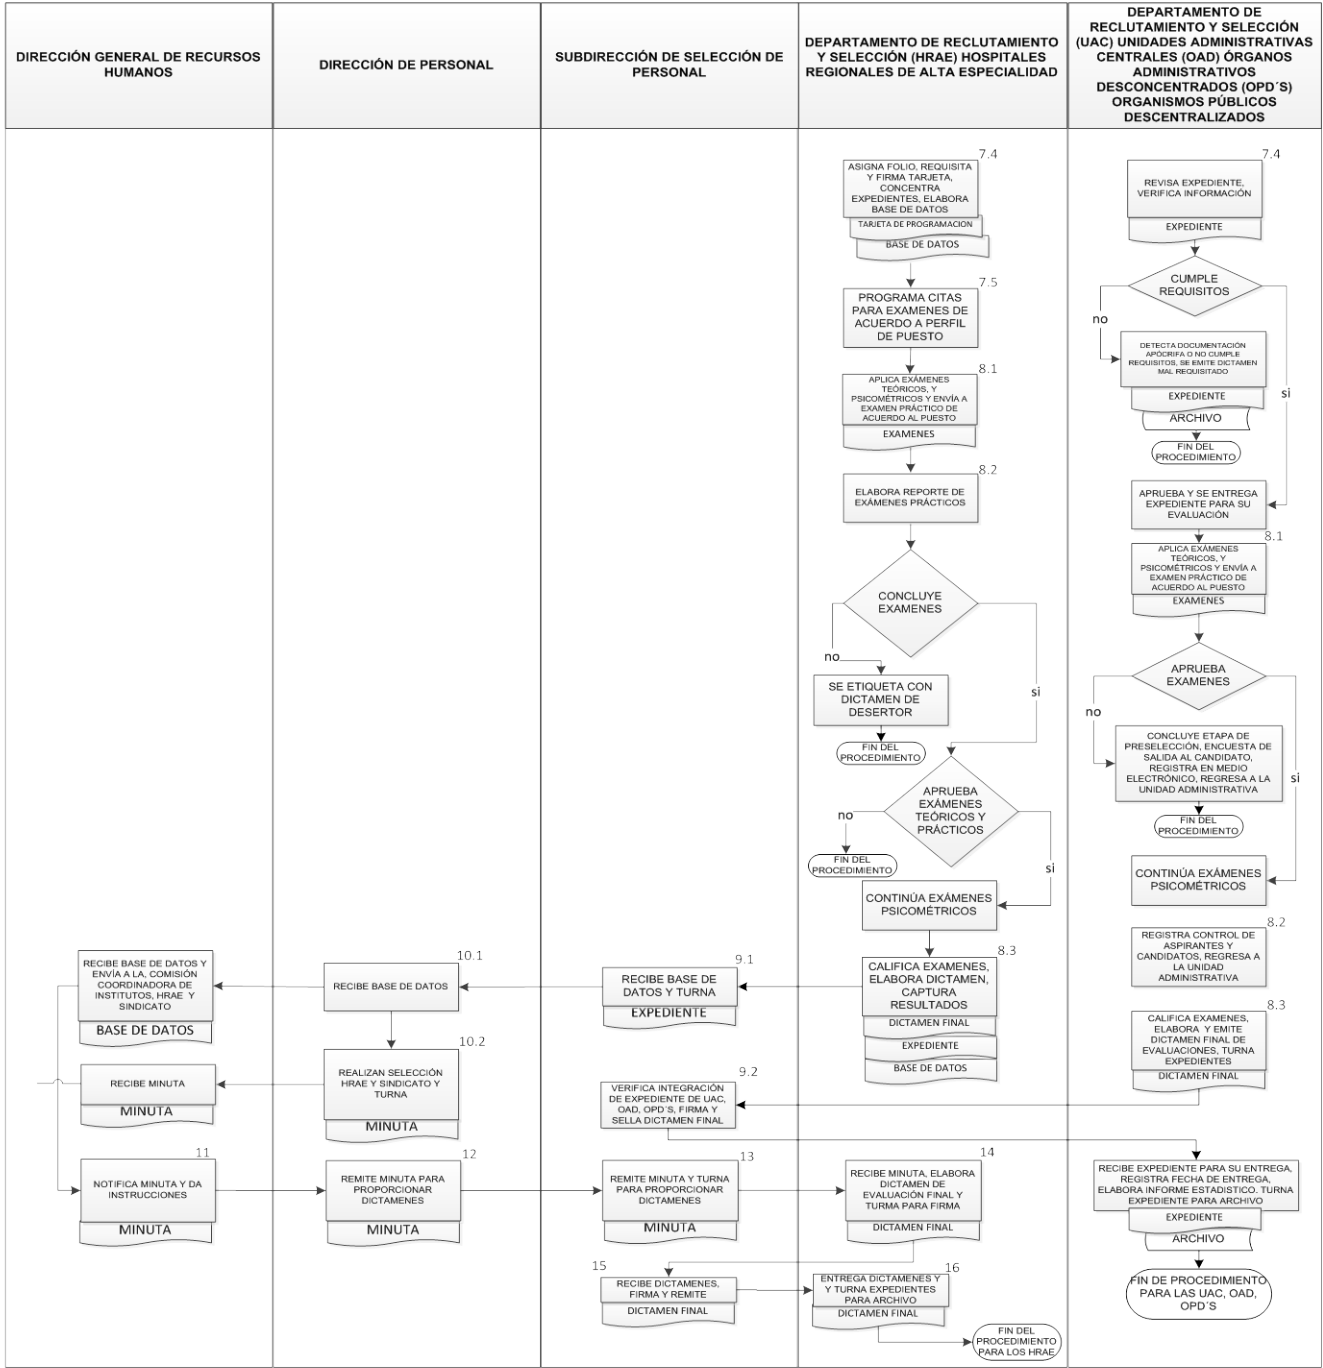 DIRECCIÓN GENERAL DE RECURSOS
HUMANOS
DIRECCIÓN DE PERSONAL
SUBDIRECCIÓN DE SELECCIÓN DE
PERSONAL
DEPARTAMENTO DE RECLUTAMIENTO
Y SELECCIÓN (HRAE) HOSPITALES
REGIONALES DE ALTA ESPECIALIDAD
DEPARTAMENTO DE
RECLUTAMIENTO Y SELECCIÓN
(UAC) UNIDADES ADMINISTRATIVAS
CENTRALES (OAD) ÓRGANOS
ADMINISTRATIVOS
DESCONCENTRADOS (OPD´S)
ORGANISMOS PÚBLICOS
DESCENTRALIZADOS
7.4
ASIGNA FOLIO, REQUISITA
Y FIRMA TARJETA,
CONCENTRA
EXPEDIENTES, ELABORA
BASE DE DATOS
TARJETA DE PROGRAMACION
BASE DE DATOS
7.5
PROGRAMA CITAS
PARA EXAMENES DE
ACUERDO A PERFIL
DE PUESTO
8.1
APLICA EXÁMENES
TEÓRICOS, Y
PSICOMÉTRICOS Y ENVÍA A
EXAMEN PRÁCTICO DE
ACUERDO AL PUESTO
EXAMENES
8.2
ELABORA REPORTE DE
EXÁMENES PRÁCTICOS
CONCLUYE
EXAMENES
no
si
SE ETIQUETA CON
DICTAMEN DE
DESERTOR
FIN DEL
PROCEDIMIENTO
APRUEBA
EXÁMENES
TEÓRICOS Y
PRÁCTICOS
no
si
FIN DEL
PROCEDIMIENTO
CONTINÚA EXÁMENES
PSICOMÉTRICOS
8.3
CALIFICA EXAMENES,
ELABORA DICTAMEN,
CAPTURA
RESULTADOS
DICTAMEN FINAL
EXPEDIENTE
BASE DE DATOS
7.4
REVISA EXPEDIENTE,
VERIFICA INFORMACIÓN
EXPEDIENTE
CUMPLE
REQUISITOS
no
si
DETECTA DOCUMENTACIÓN
APÓCRIFA O NO CUMPLE
REQUISITOS, SE EMITE DICTAMEN
MAL REQUISITADO
EXPEDIENTE
ARCHIVO
FIN DEL
PROCEDIMIENTO
APRUEBA Y SE ENTREGA
EXPEDIENTE PARA SU
EVALUACIÓN
8.1
APLICA EXÁMENES
TEÓRICOS, Y
PSICOMÉTRICOS Y ENVÍA A
EXAMEN PRÁCTICO DE
ACUERDO AL PUESTO
EXAMENES
APRUEBA
EXAMENES
no
si
CONCLUYE ETAPA DE
PRESELECCIÓN, ENCUESTA DE
SALIDA AL CANDIDATO,
REGISTRA EN MEDIO
ELECTRÓNICO, REGRESA A LA
UNIDAD ADMINISTRATIVA
FIN DEL
PROCEDIMIENTO
CONTINÚA EXÁMENES
PSICOMÉTRICOS
8.2
REGISTRA CONTROL DE
ASPIRANTES Y
CANDIDATOS, REGRESA A
LA UNIDAD
ADMINISTRATIVA
8.3
CALIFICA EXAMENES,
ELABORA Y EMITE
DICTAMEN FINAL DE
EVALUACIONES, TURNA
EXPEDIENTES
DICTAMEN FINAL
9.1
RECIBE BASE DE
DATOS Y TURNA
EXPEDIENTE
10.1
RECIBE BASE DE DATOS
RECIBE BASE DE DATOS Y
ENVÍA A LA, COMISIÓN
COORDINADORA DE
INSTITUTOS, HRAE Y
SINDICATO
BASE DE DATOS
10.2
REALIZAN SELECCIÓN
HRAE Y SINDICATO Y
TURNA
MINUTA
RECIBE MINUTA
MINUTA
9.2
VERIFICA INTEGRACIÓN
DE EXPEDIENTE DE UAC,
OAD, OPD´S, FIRMA Y
SELLA DICTAMEN FINAL
11
NOTIFICA MINUTA Y DA
INSTRUCCIONES
MINUTA
12
REMITE MINUTA PARA
PROPORCIONAR
DICTAMENES
MINUTA
13
REMITE MINUTA Y TURNA
PARA PROPORCIONAR
DICTAMENES
MINUTA
14
RECIBE MINUTA, ELABORA
DICTAMEN DE
EVALUACIÓN FINAL Y
TURMA PARA FIRMA
DICTAMEN FINAL
RECIBE EXPEDIENTE PARA SU ENTREGA,
REGISTRA FECHA DE ENTREGA,
ELABORA INFORME ESTADISTICO. TURNA
EXPEDIENTE PARA ARCHIVO
EXPEDIENTE
ARCHIVO
FIN DE PROCEDIMIENTO
PARA LAS UAC, OAD,
OPD´S
15
RECIBE DICTAMENES,
FIRMA Y REMITE
DICTAMEN FINAL
16
ENTREGA DICTAMENES Y
Y TURNA EXPEDIENTES
PARA ARCHIVO
DICTAMEN FINAL
FIN DEL
PROCEDIMIENTO
PARA LOS HRAE